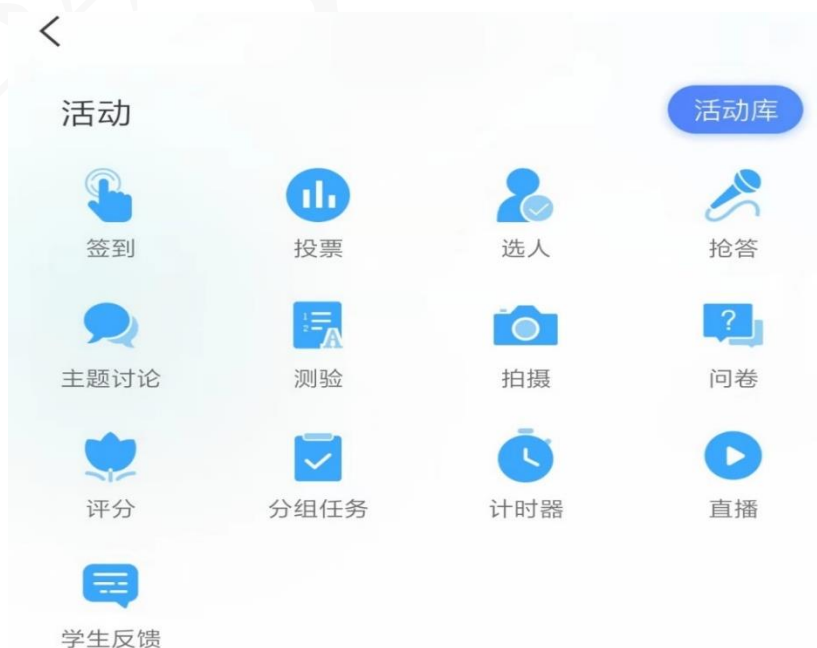 活动
活动库
签到
投票
选人
抢答
主题讨论
测验
拍摄
问卷
评分
分组任务
计时器
直播
学生反馈